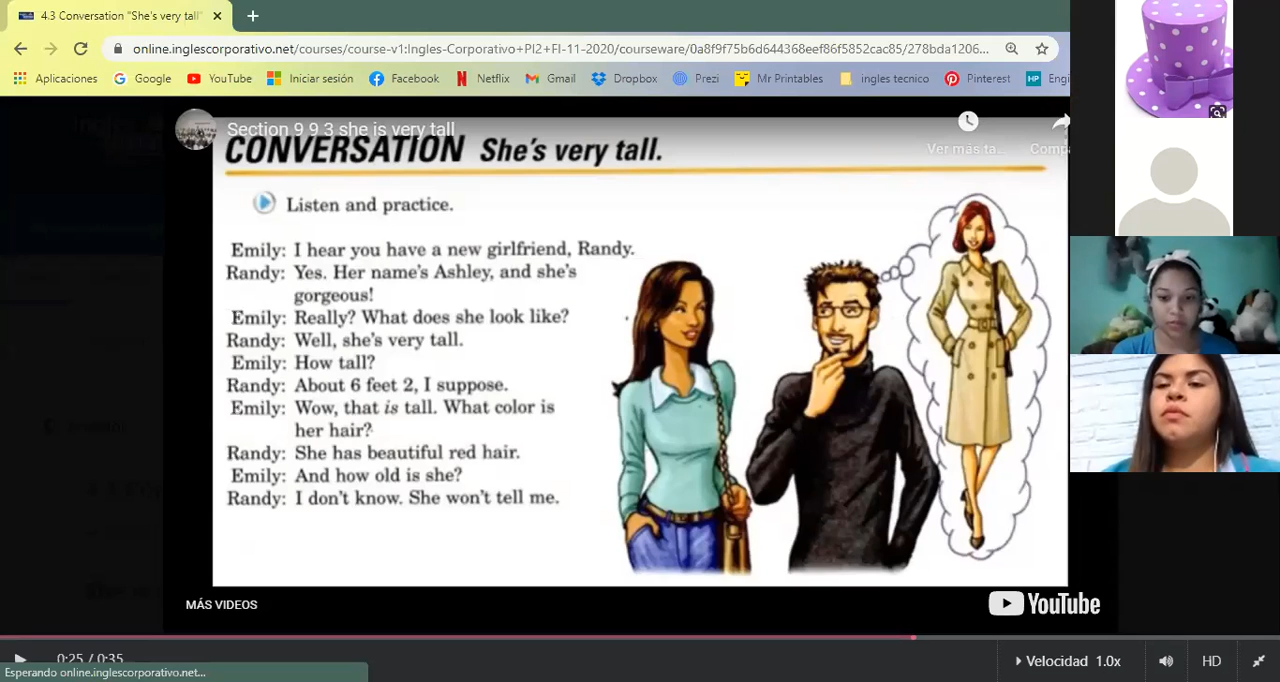 4.3 Conversation "She's very tall"
online.inglescorporativo.net/courses/course-v1:Ingles-Corporativo+PI2+FI-11-2020/courseware/0a8f9f75b6d644368eef86f5852cac85/278bda1206...
Aplicaciones Google YouTube Iniciar sesión Facebook Netflix Gmail Dropbox Prezi Mr Printables ingles tecnico Pinterest HP Engi
Section 9 9 3 she is very tall
Ver más ta... Comp
CONVERSATION She's very tall.
Listen and practice.
Emily: I hear you have a new girlfriend, Randy.
Randy: Yes. Her name's Ashley, and she's
gorgeous!
Emily: Really? What does she look like?
Randy: Well, she's very tall.
Emily: How tall?
Randy: About 6 feet 2, I suppose.
Emily: Wow, that is tall. What color is
her hair?
Randy: She has beautiful red hair.
Emily: And how old is she?
Randy: I don't know. She won't tell me.
MÁS VIDEOS
YouTube
0:25 / 0:35
Velocidad 1.0x HD
Esperando online.inglescorporativo.net...